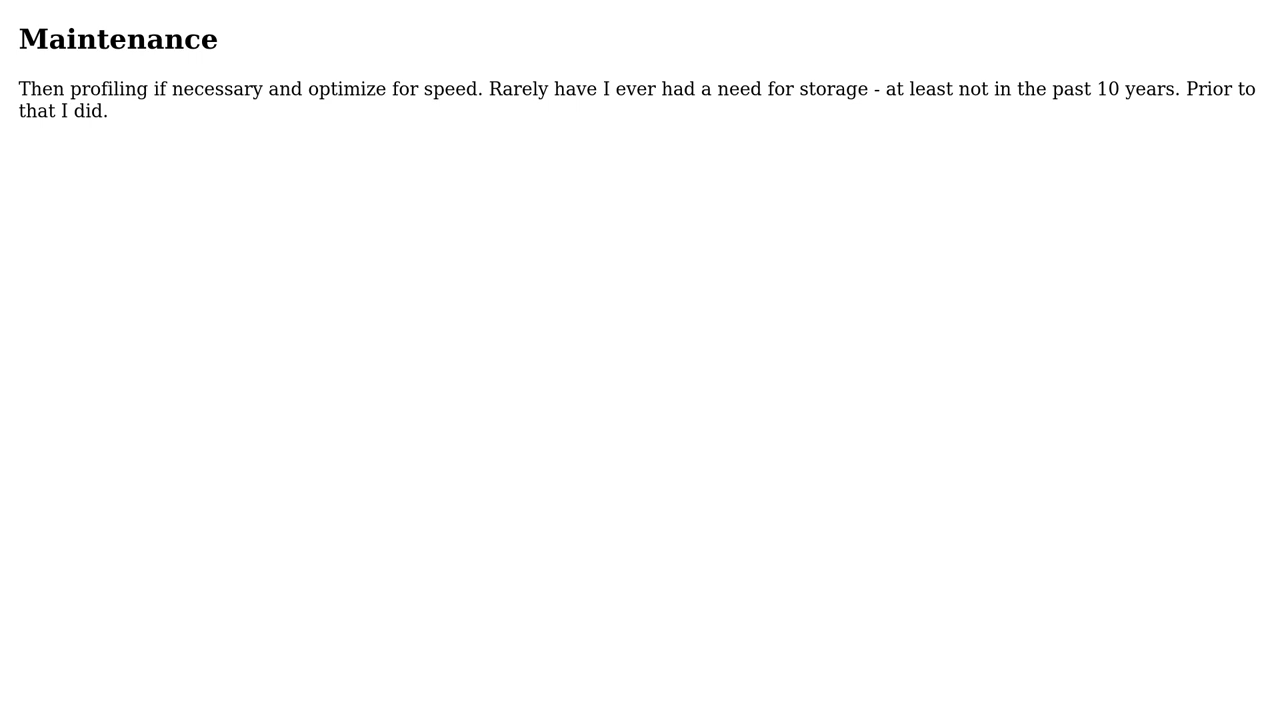 Maintenance
Then profiling if necessary and optimize for speed. Rarely have I ever had a need for storage - at least not in the past 10 years. Prior to
that I did.